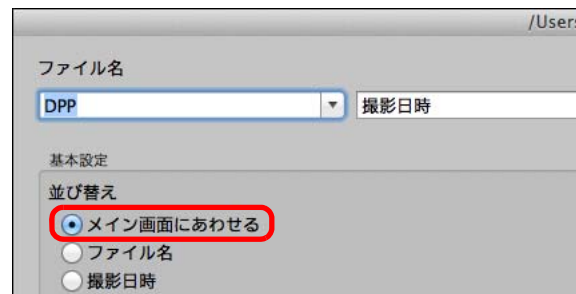 /Users
ファイル名
DPP 撮影日時
基本設定
並び替え
メイン画面にあわせる
ファイル名
撮影日時